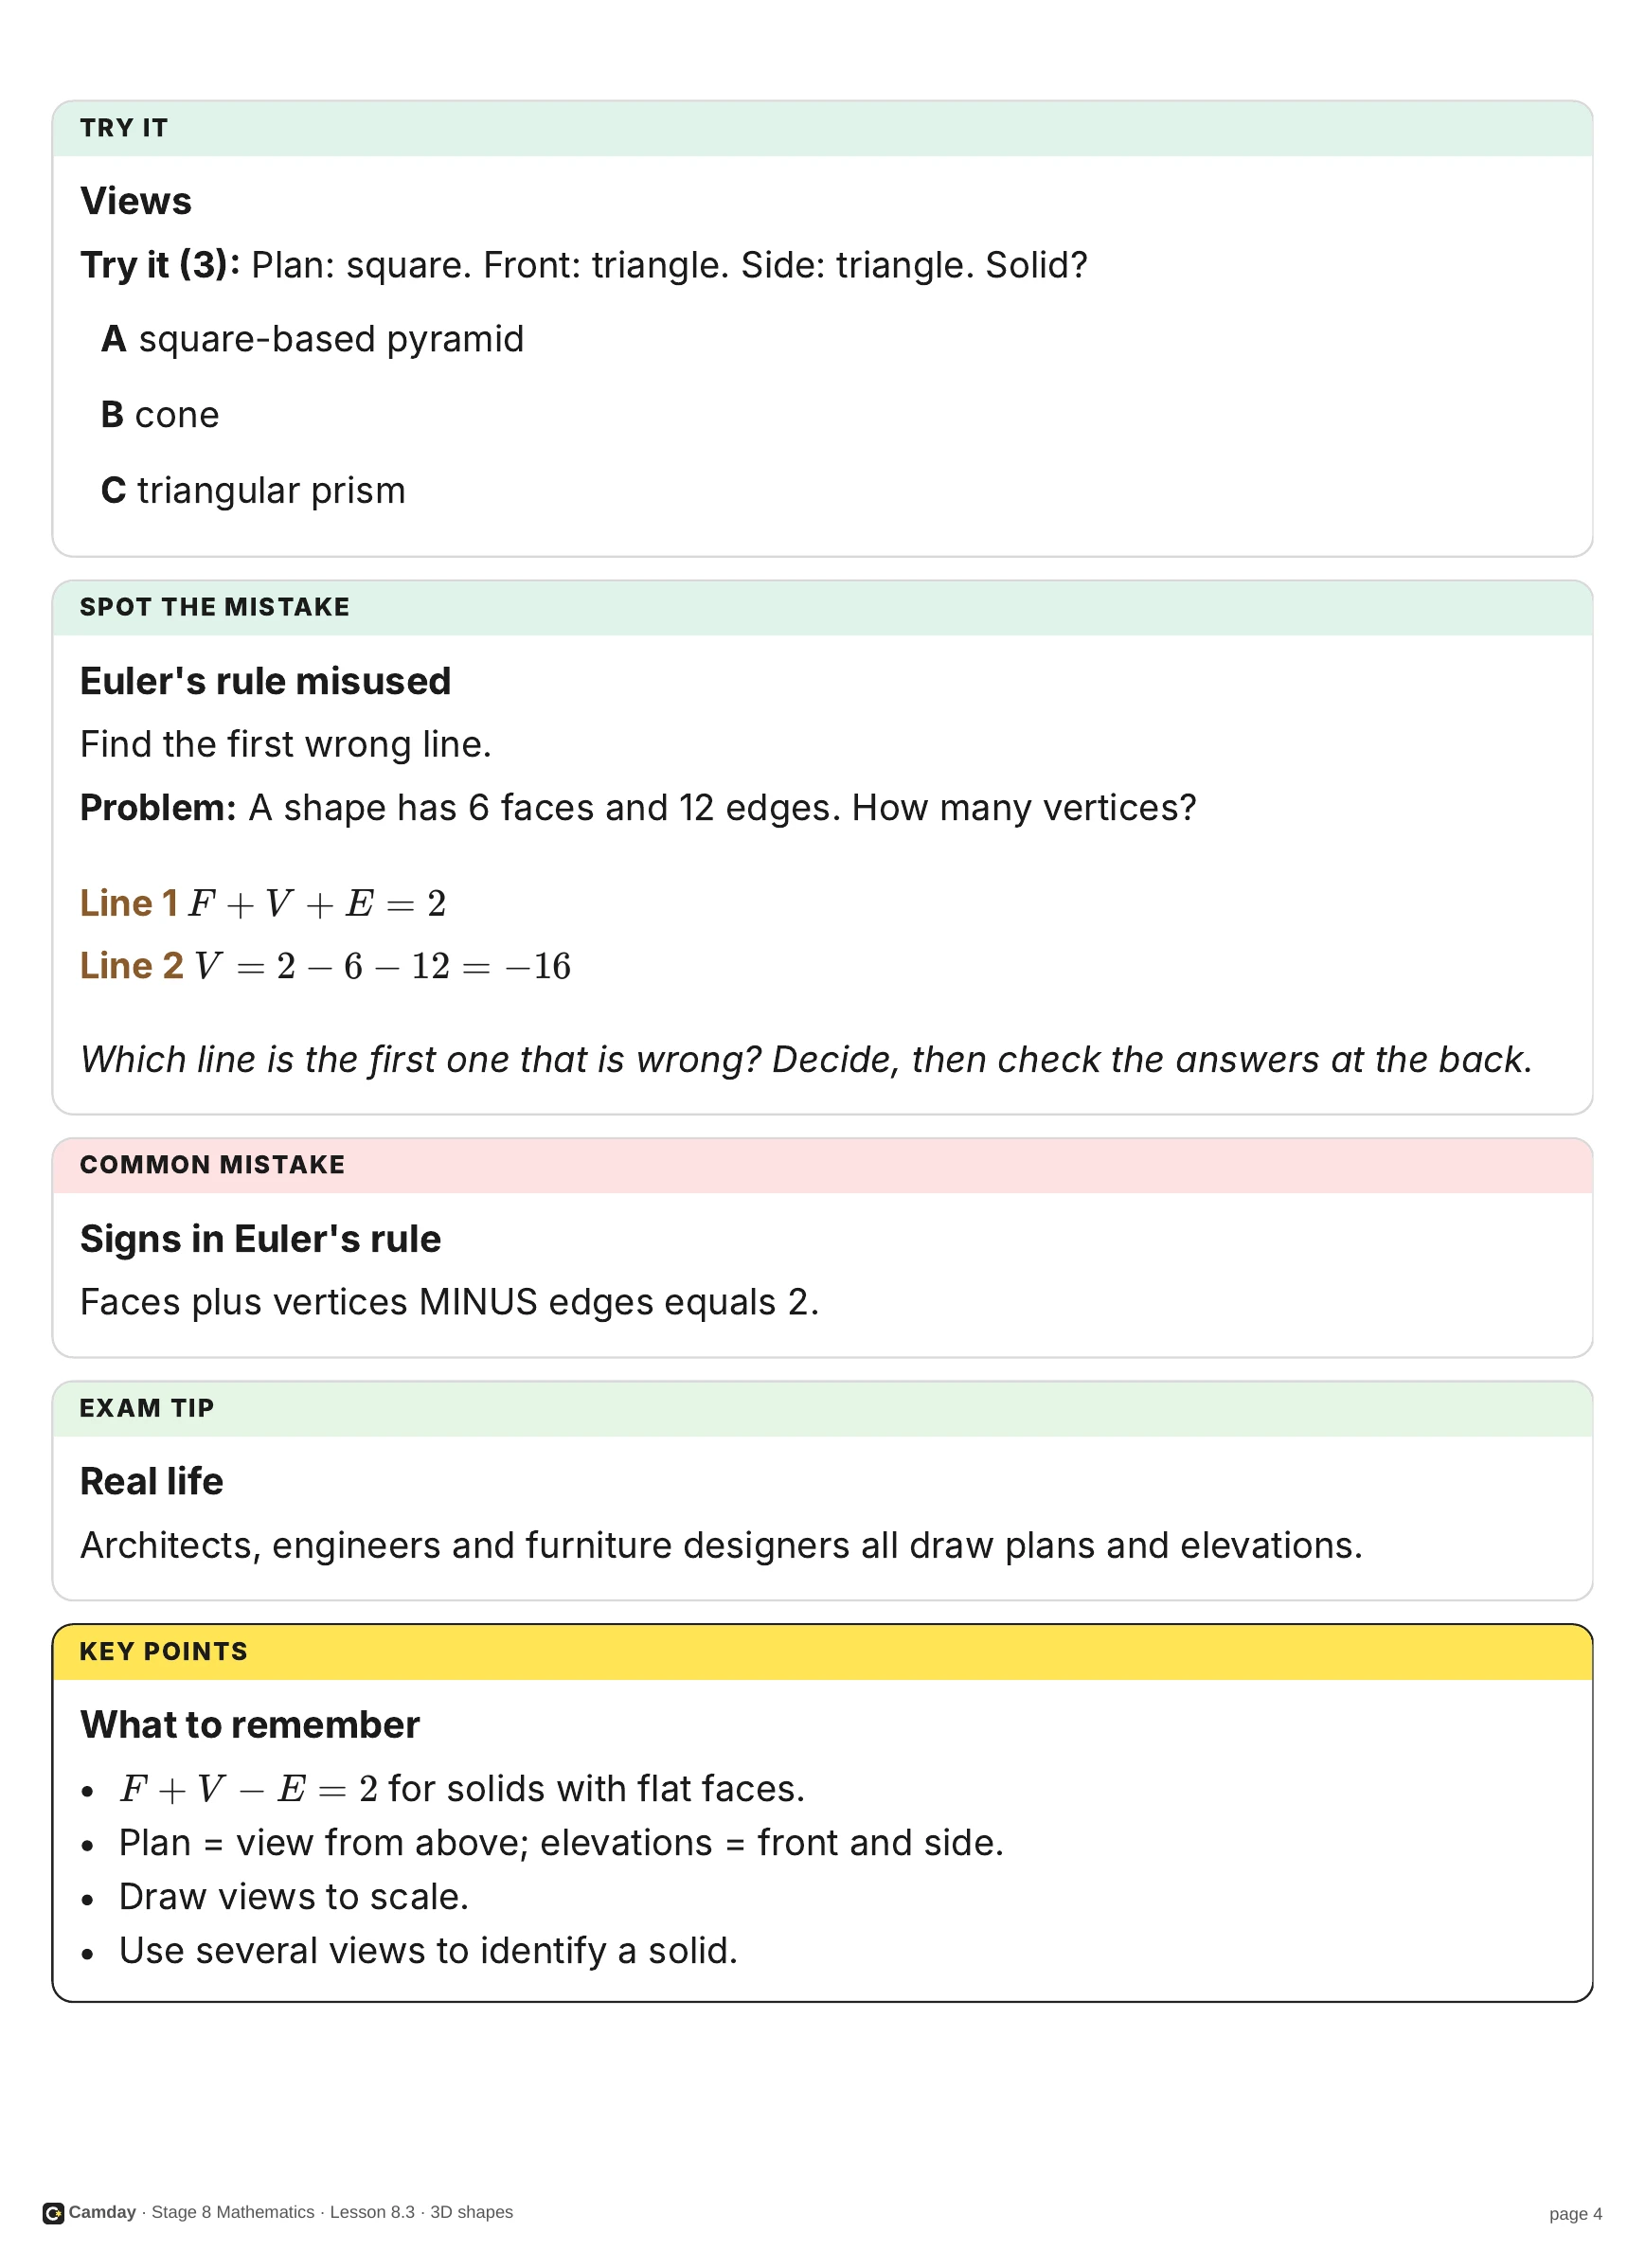 TRY IT
Views
Try it (3): Plan: square. Front: triangle. Side: triangle. Solid?
A square-based pyramid
B cone
C triangular prism
SPOT THE MISTAKE
Euler's rule misused
Find the first wrong line.
Problem: A shape has 6 faces and 12 edges. How many vertices?
Line 1 F + V + E = 2
Line 2 V = 2 − 6 − 12 = −16
Which line is the first one that is wrong? Decide, then check the answers at the back.
COMMON MISTAKE
Signs in Euler's rule
Faces plus vertices MINUS edges equals 2.
EXAM TIP
Real life
Architects, engineers and furniture designers all draw plans and elevations.
KEY POINTS
What to remember
• F + V − E = 2 for solids with flat faces.
• Plan = view from above; elevations = front and side.
• Draw views to scale.
• Use several views to identify a solid.
Camday · Stage 8 Mathematics · Lesson 8.3 · 3D shapes
page 4